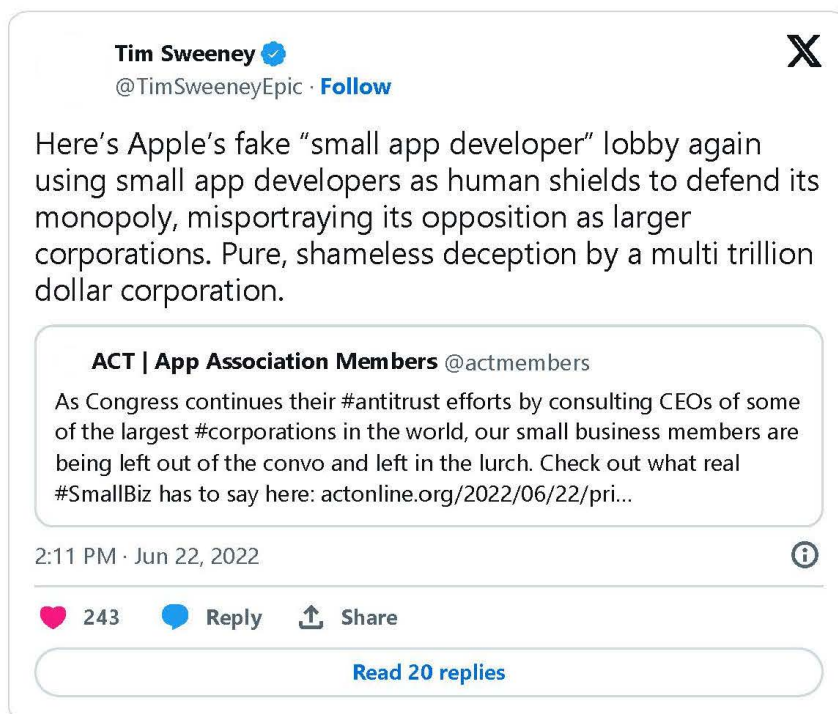 Tim Sweeney
@TimSweeneyEpic · Follow
Here’s Apple’s fake “small app developer” lobby again
using small app developers as human shields to defend its
monopoly, misportraying its opposition as larger
corporations. Pure, shameless deception by a multi trillion
dollar corporation.
ACT | App Association Members @actmembers
As Congress continues their #antitrust efforts by consulting CEOs of some
of the largest #corporations in the world, our small business members are
being left out of the convo and left in the lurch. Check out what real
#SmallBiz has to say here: actonline.org/2022/06/22/pri...
2:11 PM · Jun 22, 2022
243 Reply Share
Read 20 replies